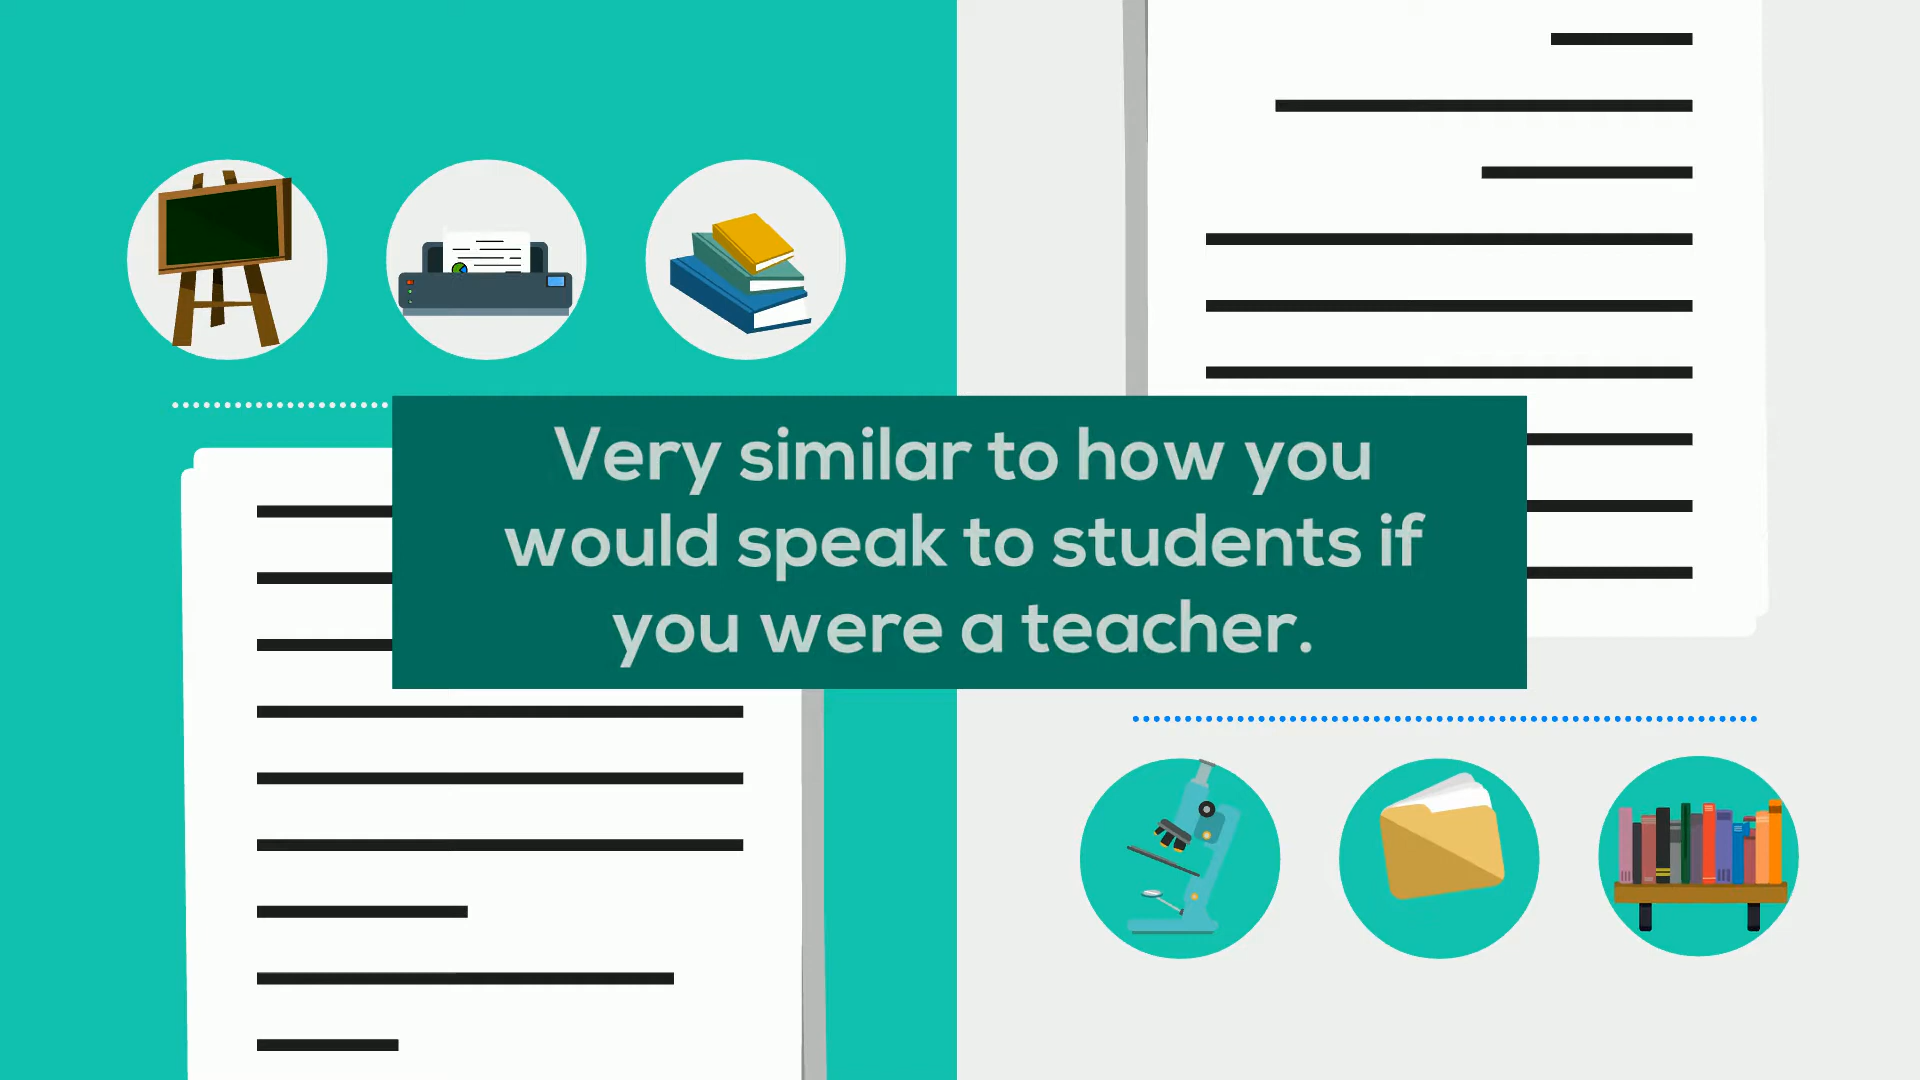 Very similar to how you
would speak to students if
you were a teacher.